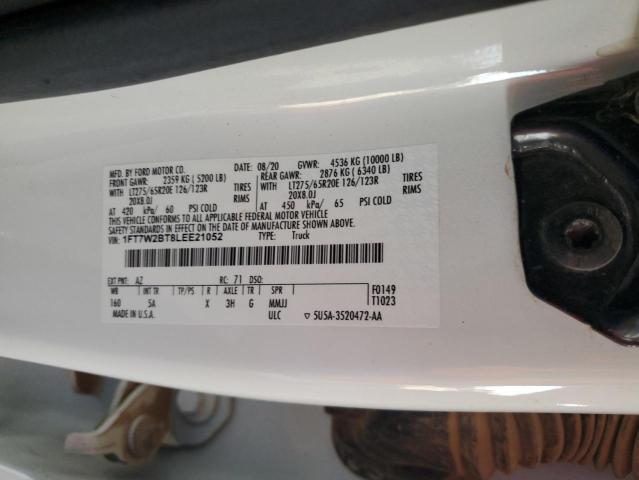 MFD. BY FORD MOTOR CO. 08/20 GVWR: 4536 KG (10000 LB)
FRONT GAWR: 2359 KG ( 5200 LB) REAR GAWR: 2876 KG ( 6340 LB)
WITH LT275/65R20E 126/123R TIRES WITH LT275/65R20E 126/123R TIRES
20X8.0J RIMS 20X8.0J RIMS
AT 420 kPa/ 60 PSI COLD AT 450 kPa/ 65 PSI COLD
THIS VEHICLE CONFORMS TO ALL APPLICABLE FEDERAL MOTOR VEHICLE
SAFETY STANDARDS IN EFFECT ON THE DATE OF MANUFACTURE SHOWN ABOVE.
VIN: 1FT7W2BT8LEE21052 TYPE: Truck
EXT PNT: AZ RC: 71 DSO:
WB INT TR TP/PS R AXLE TR SPR F0149
160 5A X 3H G MMJJ T1023
MADE IN U.S.A. ULC ▽ 5U5A-3520472-AA